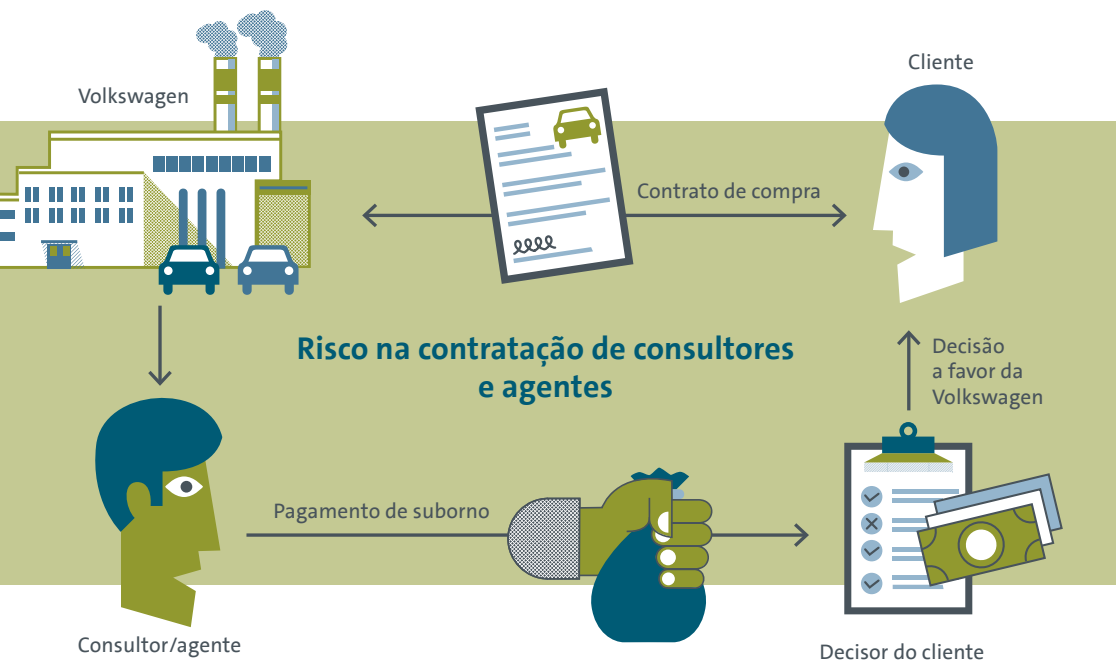 Cliente
Volkswagen
Contrato de compra
Risco na contratação de consultores
e agentes
Decisão
a favor da
Volkswagen
Pagamento de suborno
Consultor/agente
Decisor do cliente